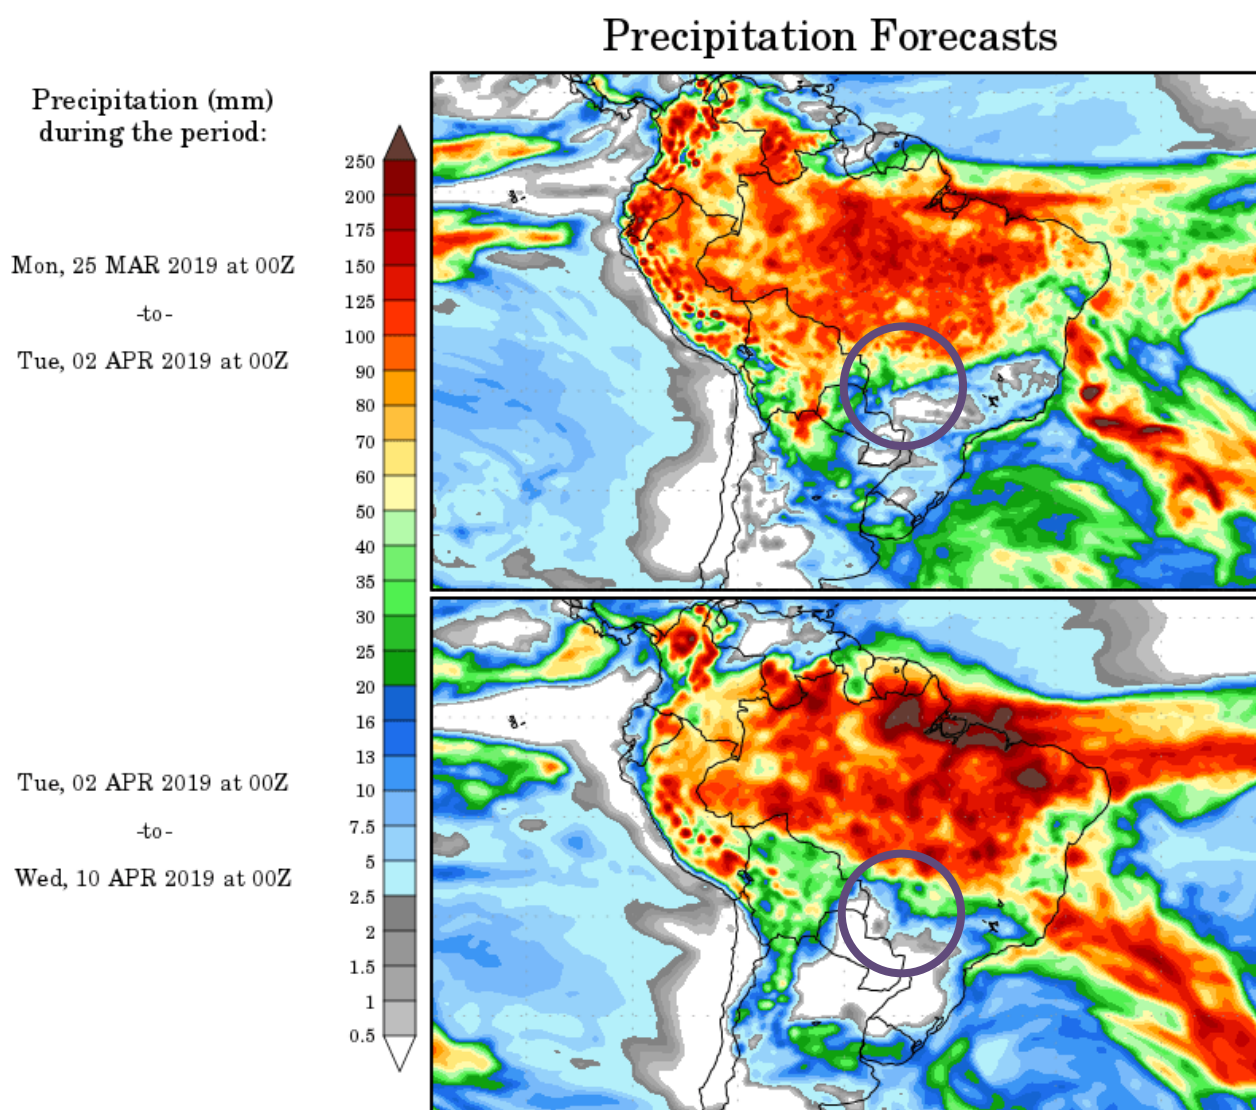 Precipitation Forecasts
Precipitation (mm)
during the period:
Mon, 25 MAR 2019 at 00Z
-to-
Tue, 02 APR 2019 at 00Z
Tue, 02 APR 2019 at 00Z
-to-
Wed, 10 APR 2019 at 00Z
250
200
175
150
125
100
90
80
70
60
50
40
35
30
25
20
16
13
10
7.5
5
2.5
2
1.5
1
0.5